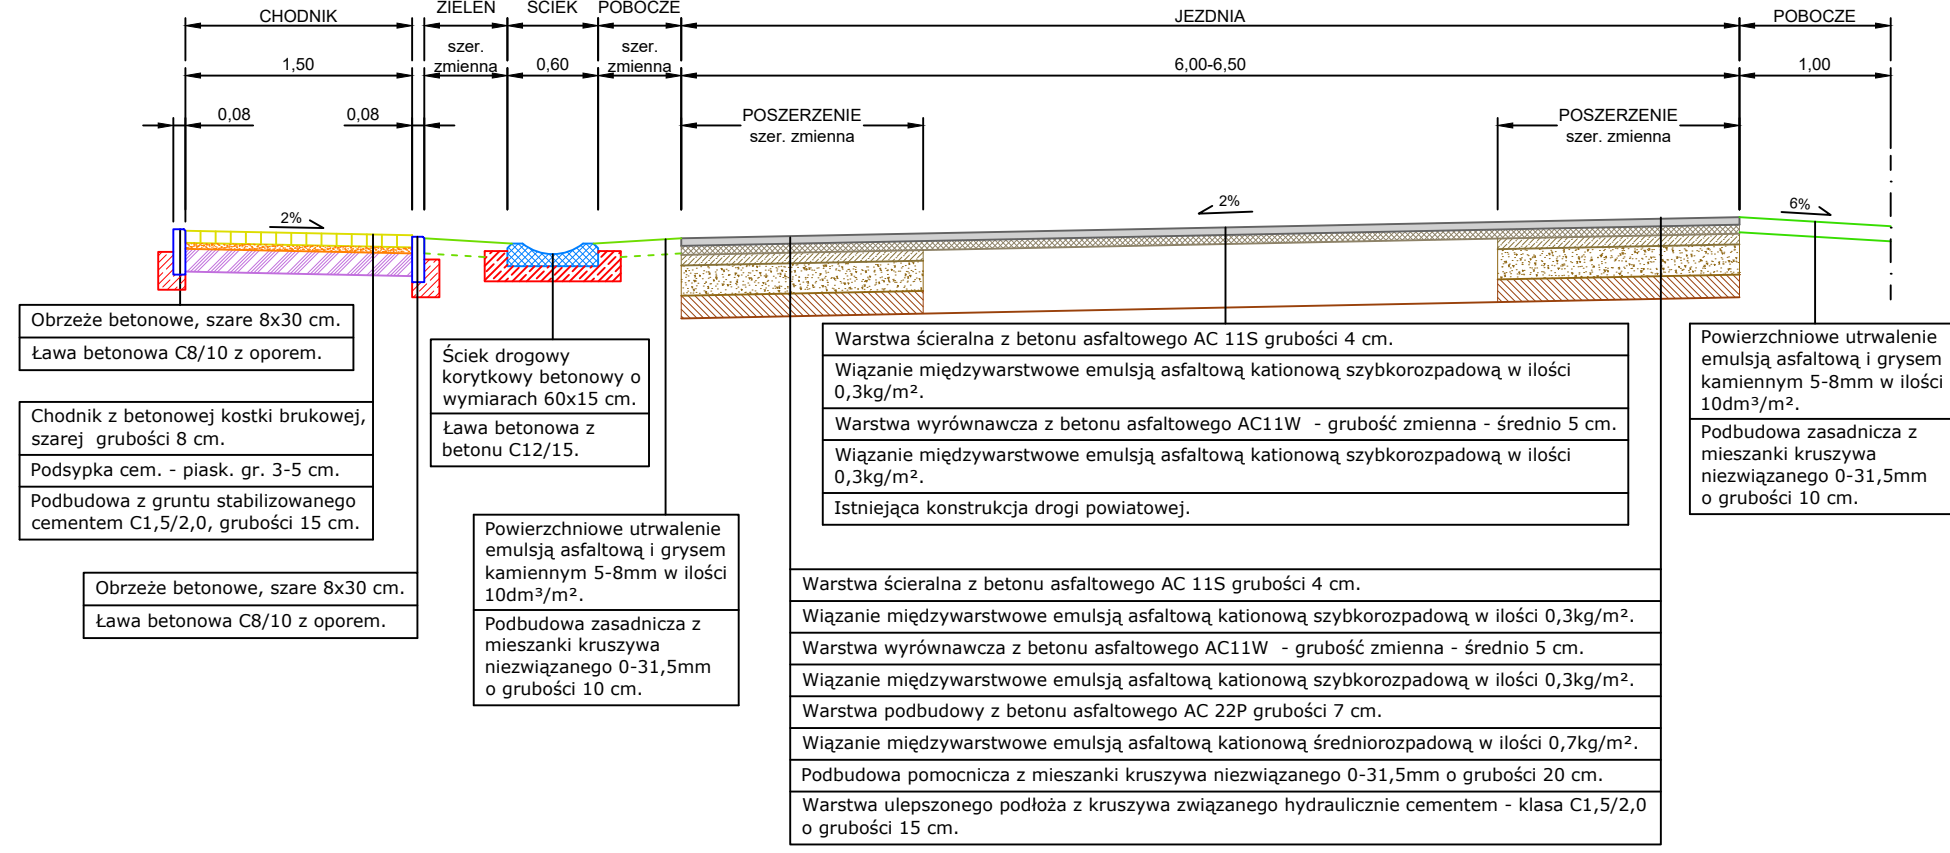 CHODNIK
ZIELEŃ
ŚCIEK
POBOCZE
JEZDNIA
POBOCZE
1,50
szer.
zmienna
0,60
szer.
zmienna
6,00-6,50
1,00
0,08
0,08
POSZERZENIE
szer. zmienna
POSZERZENIE
szer. zmienna
2%
2%
6%
Obrzeże betonowe, szare 8x30 cm.
Ława betonowa C8/10 z oporem.
Chodnik z betonowej kostki brukowej,
szarej grubości 8 cm.
Podsypka cem. - piask. gr. 3-5 cm.
Podbudowa z gruntu stabilizowanego
cementem C1,5/2,0, grubości 15 cm.
Obrzeże betonowe, szare 8x30 cm.
Ława betonowa C8/10 z oporem.
Ściek drogowy
korytkowy betonowy o
wymiarach 60x15 cm.
Ława betonowa z
betonu C12/15.
Powierzchniowe utrwalenie
emulsją asfaltową i grysem
kamiennym 5-8mm w ilości
10dm³/m².
Podbudowa zasadnicza z
mieszanki kruszywa
niezwiązanego 0-31,5mm
o grubości 10 cm.
Warstwa ścieralna z betonu asfaltowego AC 11S grubości 4 cm.
Wiązanie międzywarstwowe emulsją asfaltową kationową szybkorozpadową w ilości
0,3kg/m².
Warstwa wyrównawcza z betonu asfaltowego AC11W - grubość zmienna - średnio 5 cm.
Wiązanie międzywarstwowe emulsją asfaltową kationową szybkorozpadową w ilości
0,3kg/m².
Istniejąca konstrukcja drogi powiatowej.
Warstwa ścieralna z betonu asfaltowego AC 11S grubości 4 cm.
Wiązanie międzywarstwowe emulsją asfaltową kationową szybkorozpadową w ilości 0,3kg/m².
Warstwa wyrównawcza z betonu asfaltowego AC11W - grubość zmienna - średnio 5 cm.
Wiązanie międzywarstwowe emulsją asfaltową kationową szybkorozpadową w ilości 0,3kg/m².
Warstwa podbudowy z betonu asfaltowego AC 22P grubości 7 cm.
Wiązanie międzywarstwowe emulsją asfaltową kationową średniorozpadową w ilości 0,7kg/m².
Podbudowa pomocnicza z mieszanki kruszywa niezwiązanego 0-31,5mm o grubości 20 cm.
Warstwa ulepszonego podłoża z kruszywa związanego hydraulicznie cementem - klasa C1,5/2,0
o grubości 15 cm.
Powierzchniowe utrwalenie
emulsją asfaltową i grysem
kamiennym 5-8mm w ilości
10dm³/m².
Podbudowa zasadnicza z
mieszanki kruszywa
niezwiązanego 0-31,5mm
o grubości 10 cm.